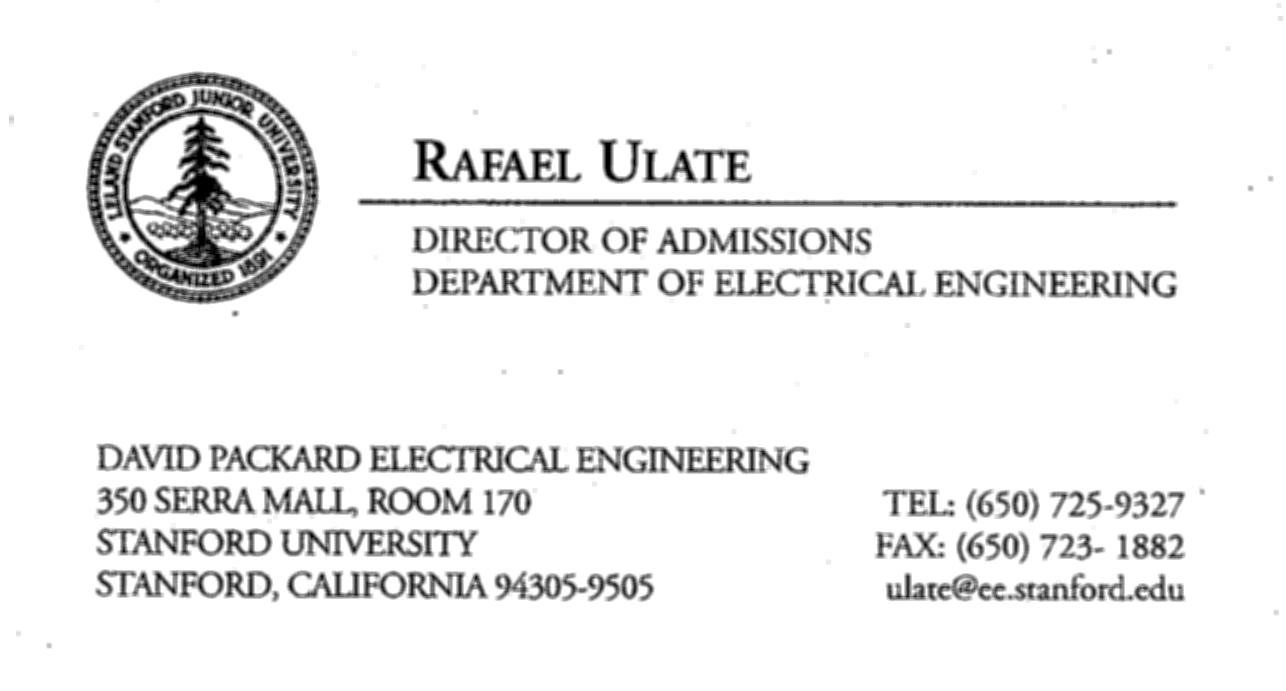 LELAND STANFORD JUNIOR UNIVERSITY
ORGANIZED 1891
RAFAEL ULATE
DIRECTOR OF ADMISSIONS
DEPARTMENT OF ELECTRICAL ENGINEERING
DAVID PACKARD ELECTRICAL ENGINEERING
350 SERRA MALL, ROOM 170
STANFORD UNIVERSITY
STANFORD, CALIFORNIA 94305-9505
TEL: (650) 725-9327
FAX: (650) 723- 1882
ulate@ee.stanford.edu